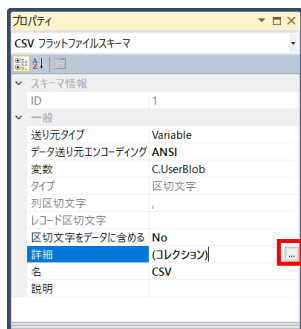 プロパティ
CSV フラットファイルスキーマ
スキーマ情報
ID 1
一般
送り元タイプ Variable
データ送り元エンコーディング ANSI
変数 C.UserBlob
タイプ 区切文字
列区切文字 ,
レコード区切文字
区切文字をデータに含める No
詳細 (コレクション) ...
名 CSV
説明